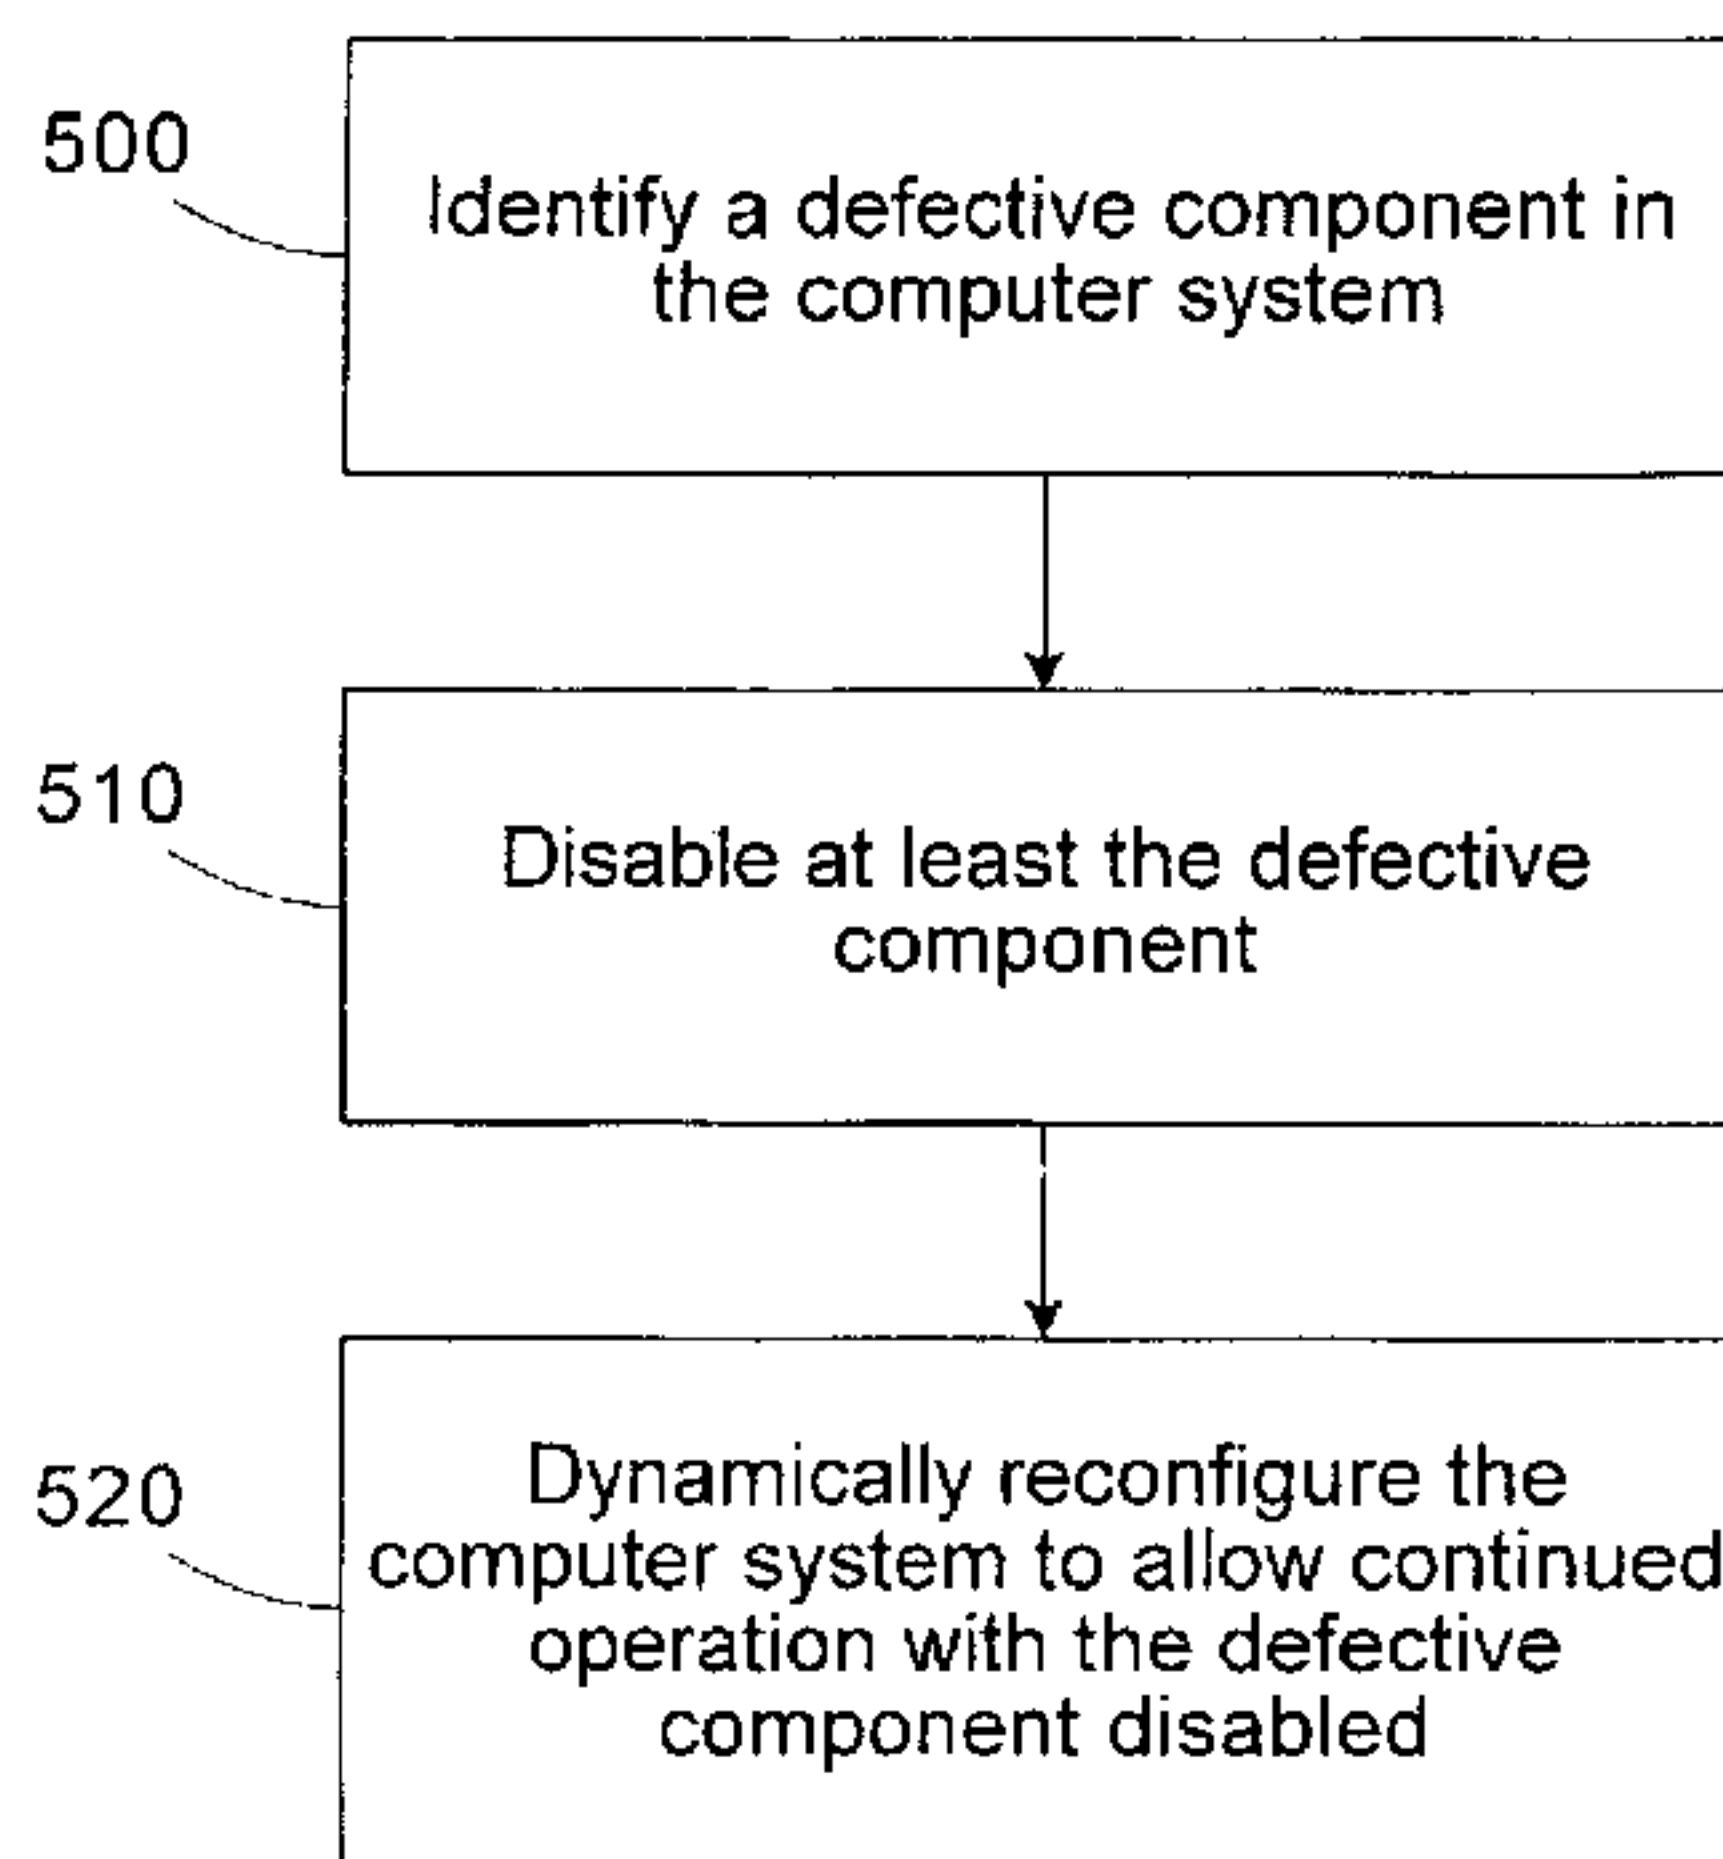 500
Identify a defective component in
the computer system
510
Disable at least the defective
component
520
Dynamically reconfigure the
computer system to allow continued
operation with the defective
component disabled